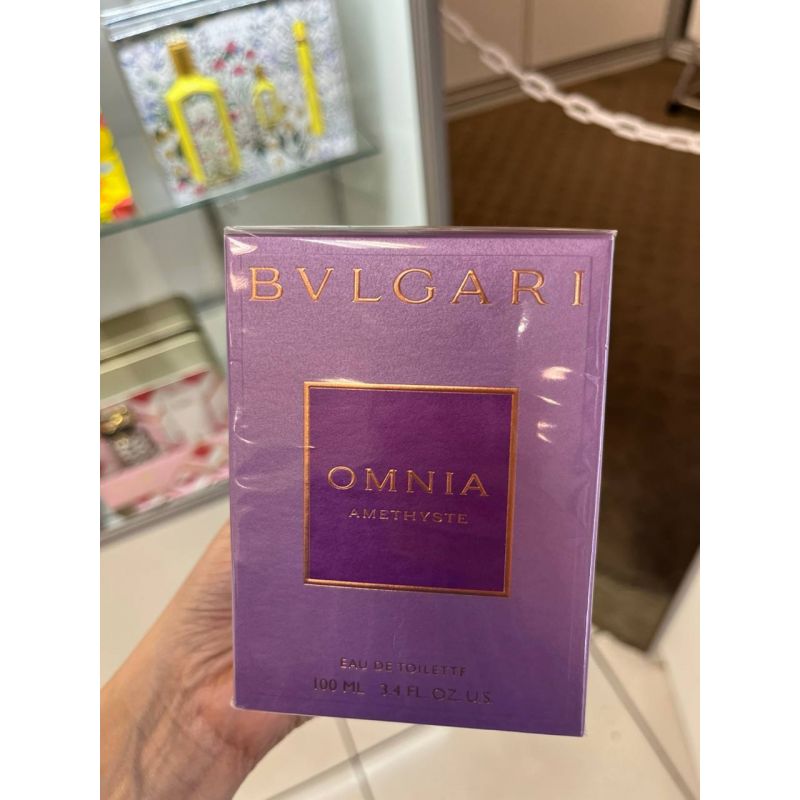 BVLGARI
OMNIA
AMETHYSTE
EAU DE TOILETTE
100 ML 3.4 FL. OZ. U.S.